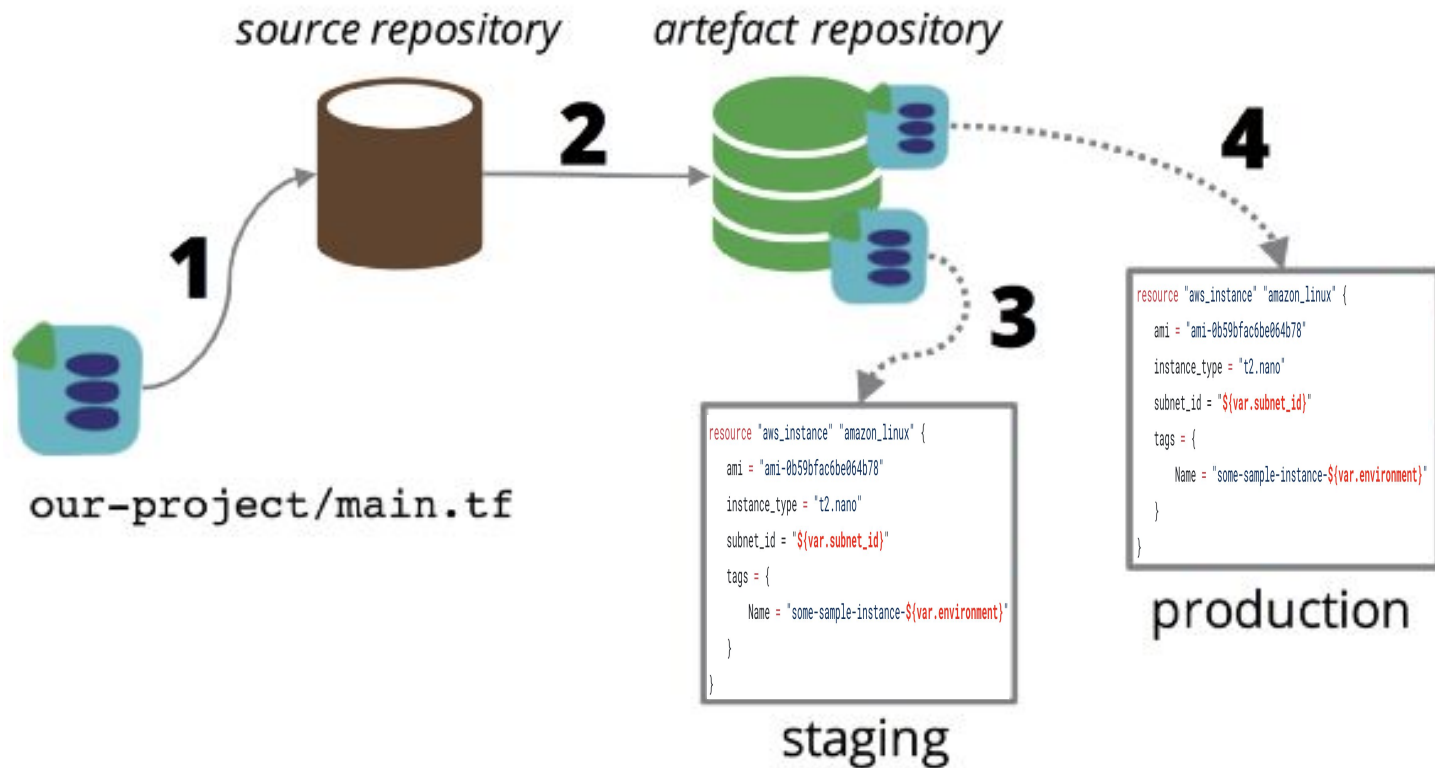 source repository
artefact repository
1
2
3
4
our-project/main.tf
resource "aws_instance" "amazon_linux" {
ami = "ami-0b59bfac6be064b78"
instance_type = "t2.nano"
subnet_id = "${var.subnet_id}"
tags = {
Name = "some-sample-instance-${var.environment}"
}
}
staging
resource "aws_instance" "amazon_linux" {
ami = "ami-0b59bfac6be064b78"
instance_type = "t2.nano"
subnet_id = "${var.subnet_id}"
tags = {
Name = "some-sample-instance-${var.environment}"
}
}
production